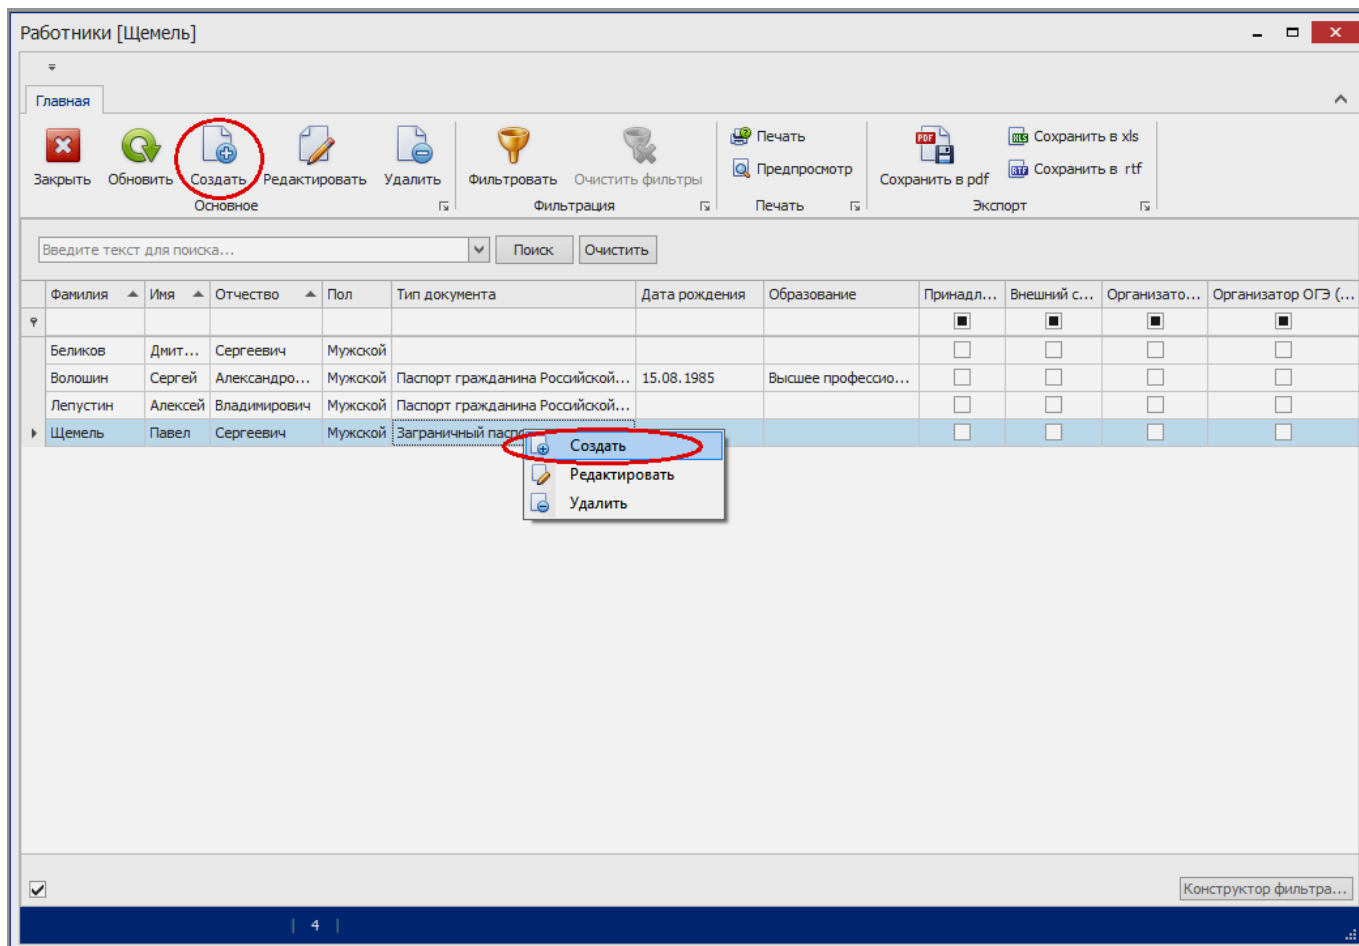 Работники [Щемель]
Главная
Закрыть Обновить Создать Редактировать Удалить Фильтровать Очистить фильтры Печать Предпросмотр Сохранить в pdf Сохранить в xls Сохранить в rtf
Основное Фильтрация Печать Экспорт
Введите текст для поиска... Поиск Очистить
Фамилия Имя Отчество Пол Тип документа Дата рождения Образование Принадл... Внешний с... Организато... Организатор ОГЭ (...
Беликов Дмит... Сергеевич Мужской
Волошин Сергей Александро... Мужской Паспорт гражданина Российской... 15.08.1985 Высшее профессио...
Лепустин Алексей Владимирович Мужской Паспорт гражданина Российской...
Щемель Павел Сергеевич Мужской Заграничный
Создать
Редактировать
Удалить
Конструктор фильтра...
4